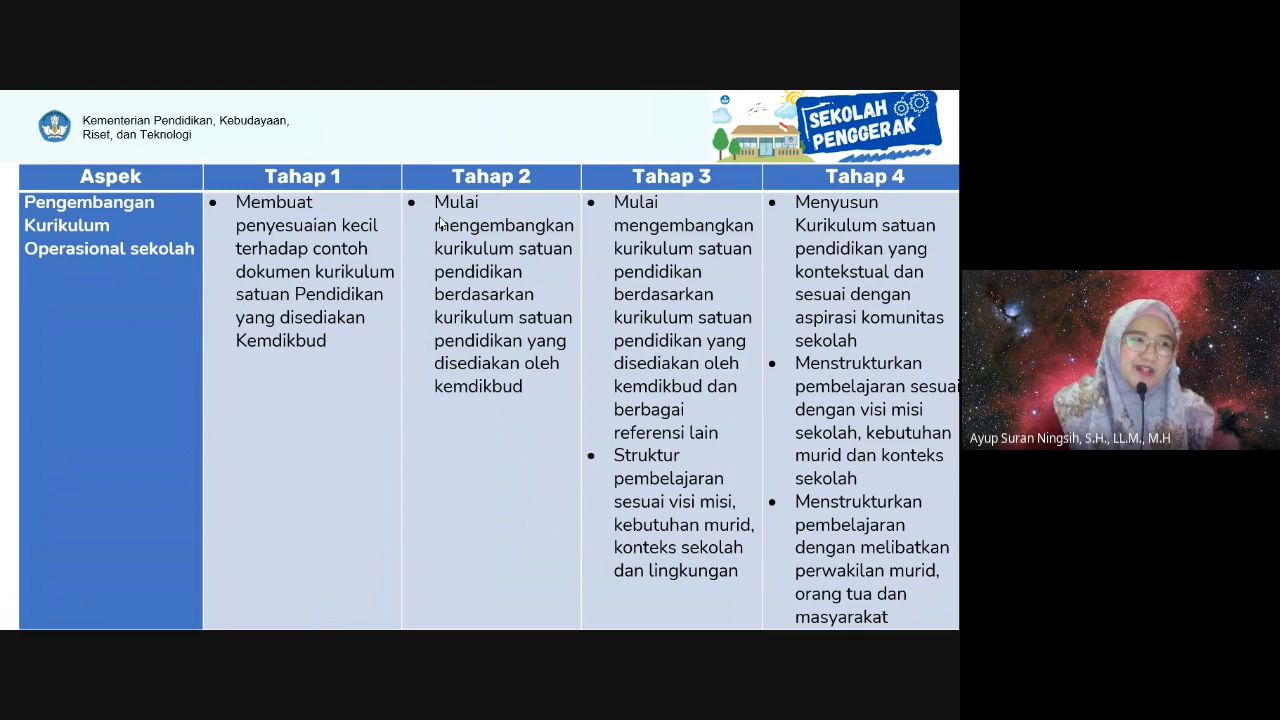 Kementerian Pendidikan, Kebudayaan,
Riset, dan Teknologi
SEKOLAH
PENGGERAK
Aspek
Tahap 1
Tahap 2
Tahap 3
Tahap 4
Pengembangan
Kurikulum
Operasional sekolah
• Membuat
penyesuaian kecil
terhadap contoh
dokumen kurikulum
satuan Pendidikan
yang disediakan
Kemdikbud
• Mulai
mengembangkan
kurikulum satuan
pendidikan
berdasarkan
kurikulum satuan
pendidikan yang
disediakan oleh
kemdikbud
• Mulai
mengembangkan
kurikulum satuan
pendidikan
berdasarkan
kurikulum satuan
pendidikan yang
disediakan oleh
kemdikbud dan
berbagai
referensi lain
• Struktur
pembelajaran
sesuai visi misi,
kebutuhan murid,
konteks sekolah
dan lingkungan
• Menyusun
Kurikulum satuan
pendidikan yang
kontekstual dan
sesuai dengan
aspirasi komunitas
sekolah
• Menstrukturkan
pembelajaran sesuai
dengan visi misi
sekolah, kebutuhan
murid dan konteks
sekolah
• Menstrukturkan
pembelajaran
dengan melibatkan
perwakilan murid,
orang tua dan
masyarakat
Ayup Suran Ningsih, S.H., LL.M., M.H